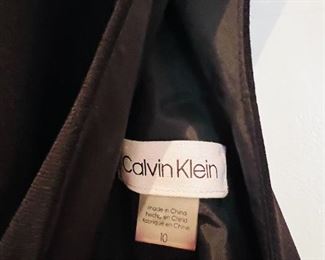 Calvin Klein
Made in China
Hecho en China
Fabriqué en Chine
10